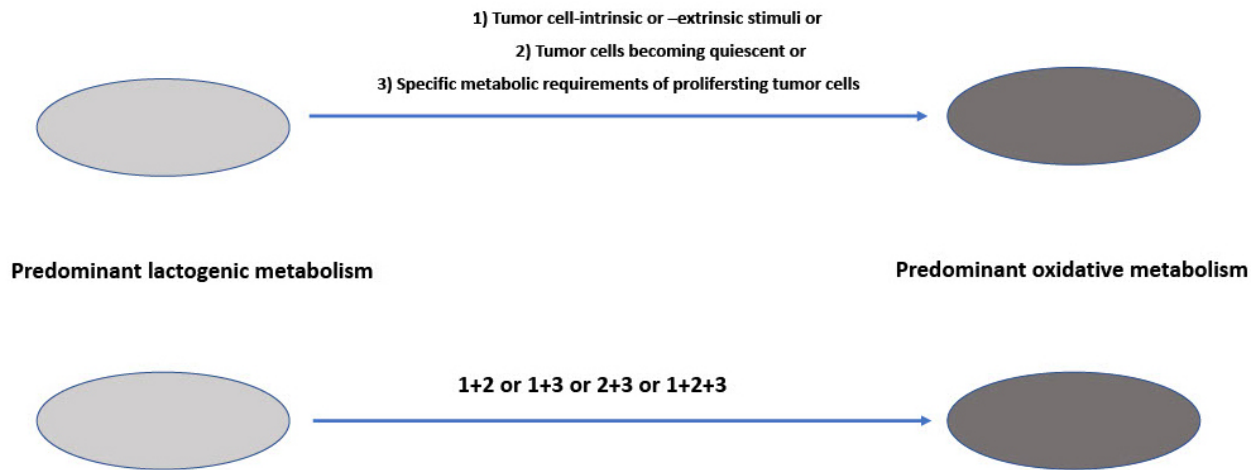 1) Tumor cell-intrinsic or –extrinsic stimuli or
2) Tumor cells becoming quiescent or
3) Specific metabolic requirements of prolifersting tumor cells
Predominant lactogenic metabolism
Predominant oxidative metabolism
1+2 or 1+3 or 2+3 or 1+2+3